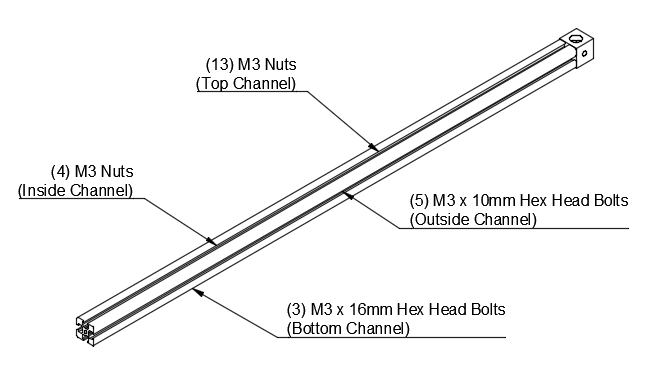 (13) M3 Nuts
(Top Channel)
(4) M3 Nuts
(Inside Channel)
(5) M3 x 10mm Hex Head Bolts
(Outside Channel)
(3) M3 x 16mm Hex Head Bolts
(Bottom Channel)